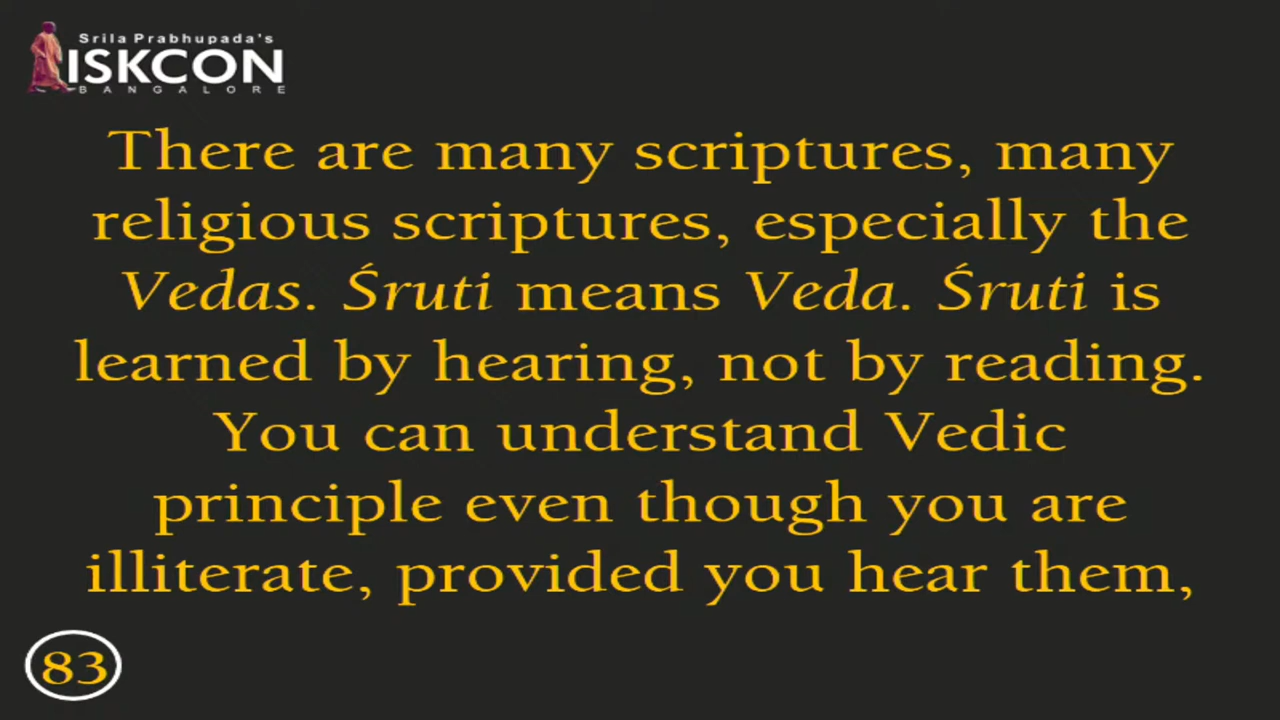 Srila Prabhupada's
ISKCON
BANGALORE
There are many scriptures, many
religious scriptures, especially the
Vedas. Śruti means Veda. Śruti is
learned by hearing, not by reading.
You can understand Vedic
principle even though you are
illiterate, provided you hear them,
83